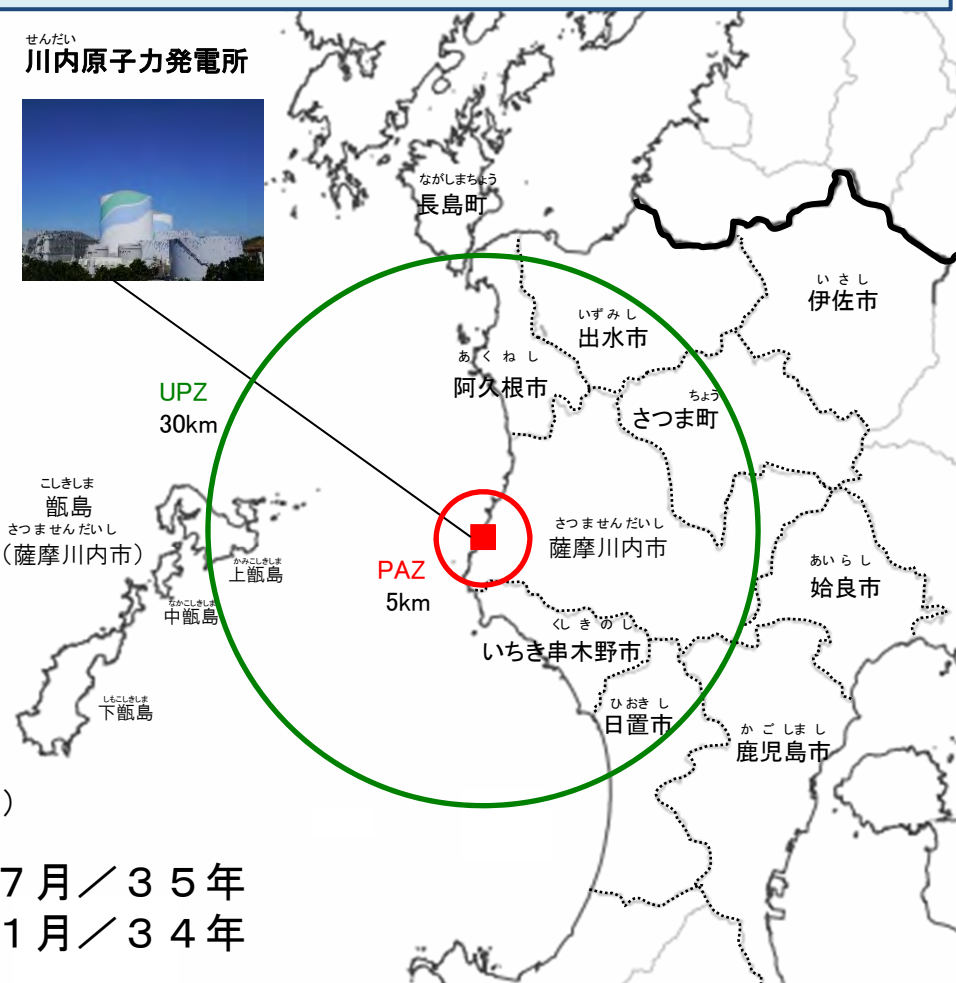 せんだい
川内原子力発電所
ながしまちょう
長島町
いさし
伊佐市
いずみし
出水市
あくねし
阿久根市
ちょう
さつま町
UPZ
30km
こしきしま
甑島
さつませんだいし
（薩摩川内市）
かみこしきしま
上甑島
なかこしきしま
中甑島
しもこしきしま
下甑島
PAZ
5km
さつませんだいし
薩摩川内市
あいらし
姶良市
くしきのし
いちき串木野市
ひおきし
日置市
かごしまし
鹿児島市
）
７月／３５年
１月／３４年